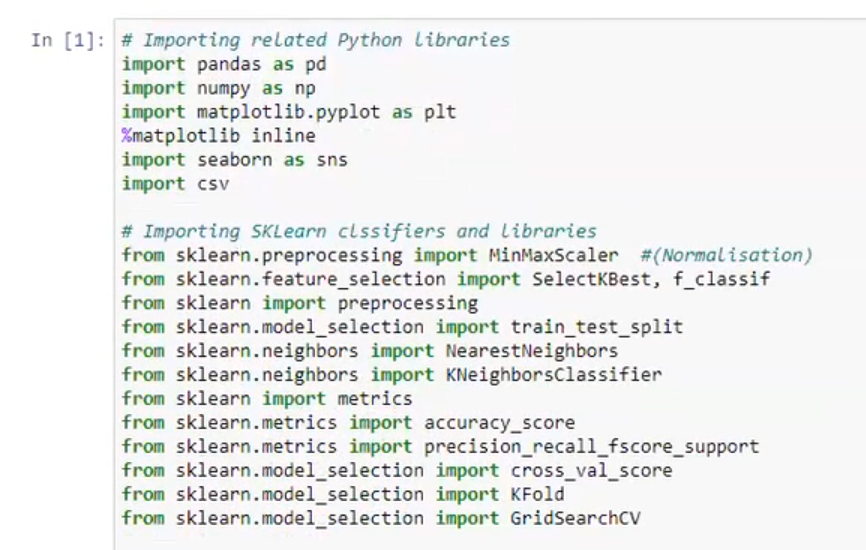 In [1]: # Importing related Python libraries
import pandas as pd
import numpy as np
import matplotlib.pyplot as plt
%matplotlib inline
import seaborn as sns
import csv
# Importing SKLearn clssifiers and libraries
from sklearn.preprocessing import MinMaxScaler #(Normalisation)
from sklearn.feature_selection import SelectKBest, f_classif
from sklearn import preprocessing
from sklearn.model_selection import train_test_split
from sklearn.neighbors import NearestNeighbors
from sklearn.neighbors import KNeighborsClassifier
from sklearn import metrics
from sklearn.metrics import accuracy_score
from sklearn.metrics import precision_recall_fscore_support
from sklearn.model_selection import cross_val_score
from sklearn.model_selection import KFold
from sklearn.model_selection import GridSearchCV